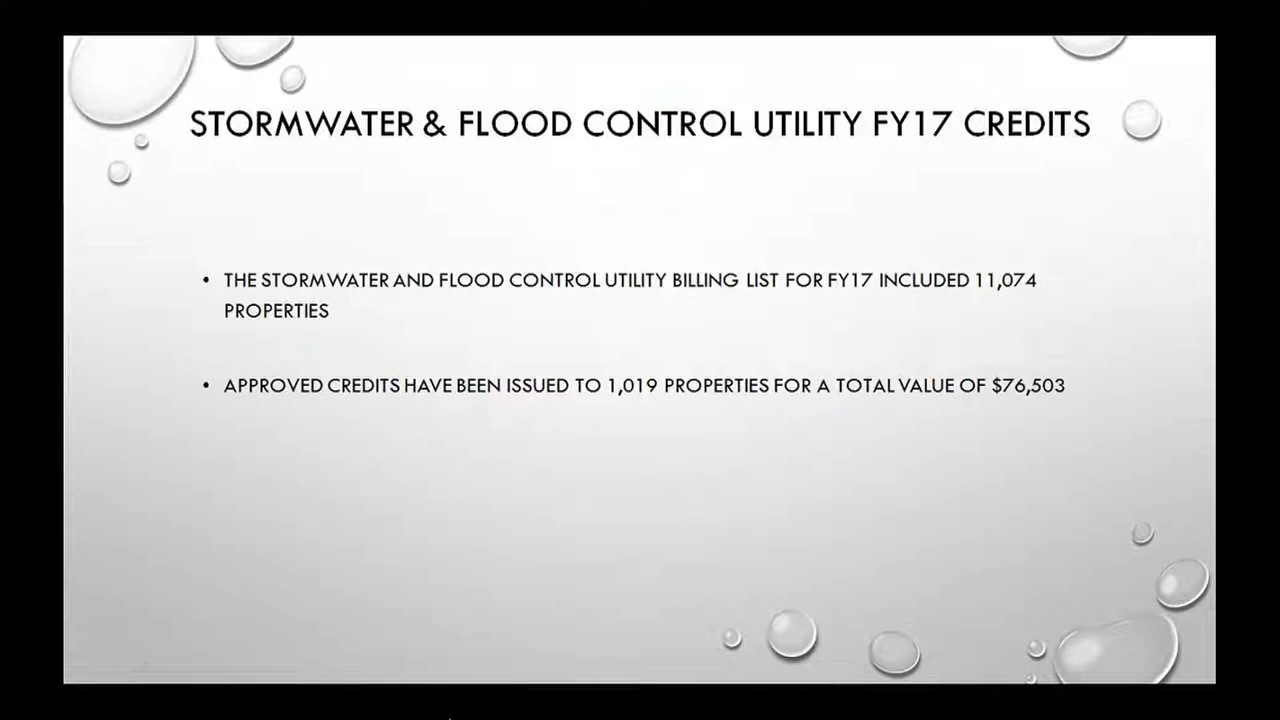 STORMWATER & FLOOD CONTROL UTILITY FY17 CREDITS
• THE STORMWATER AND FLOOD CONTROL UTILITY BILLING LIST FOR FY17 INCLUDED 11,074
PROPERTIES
• APPROVED CREDITS HAVE BEEN ISSUED TO 1,019 PROPERTIES FOR A TOTAL VALUE OF $76,503